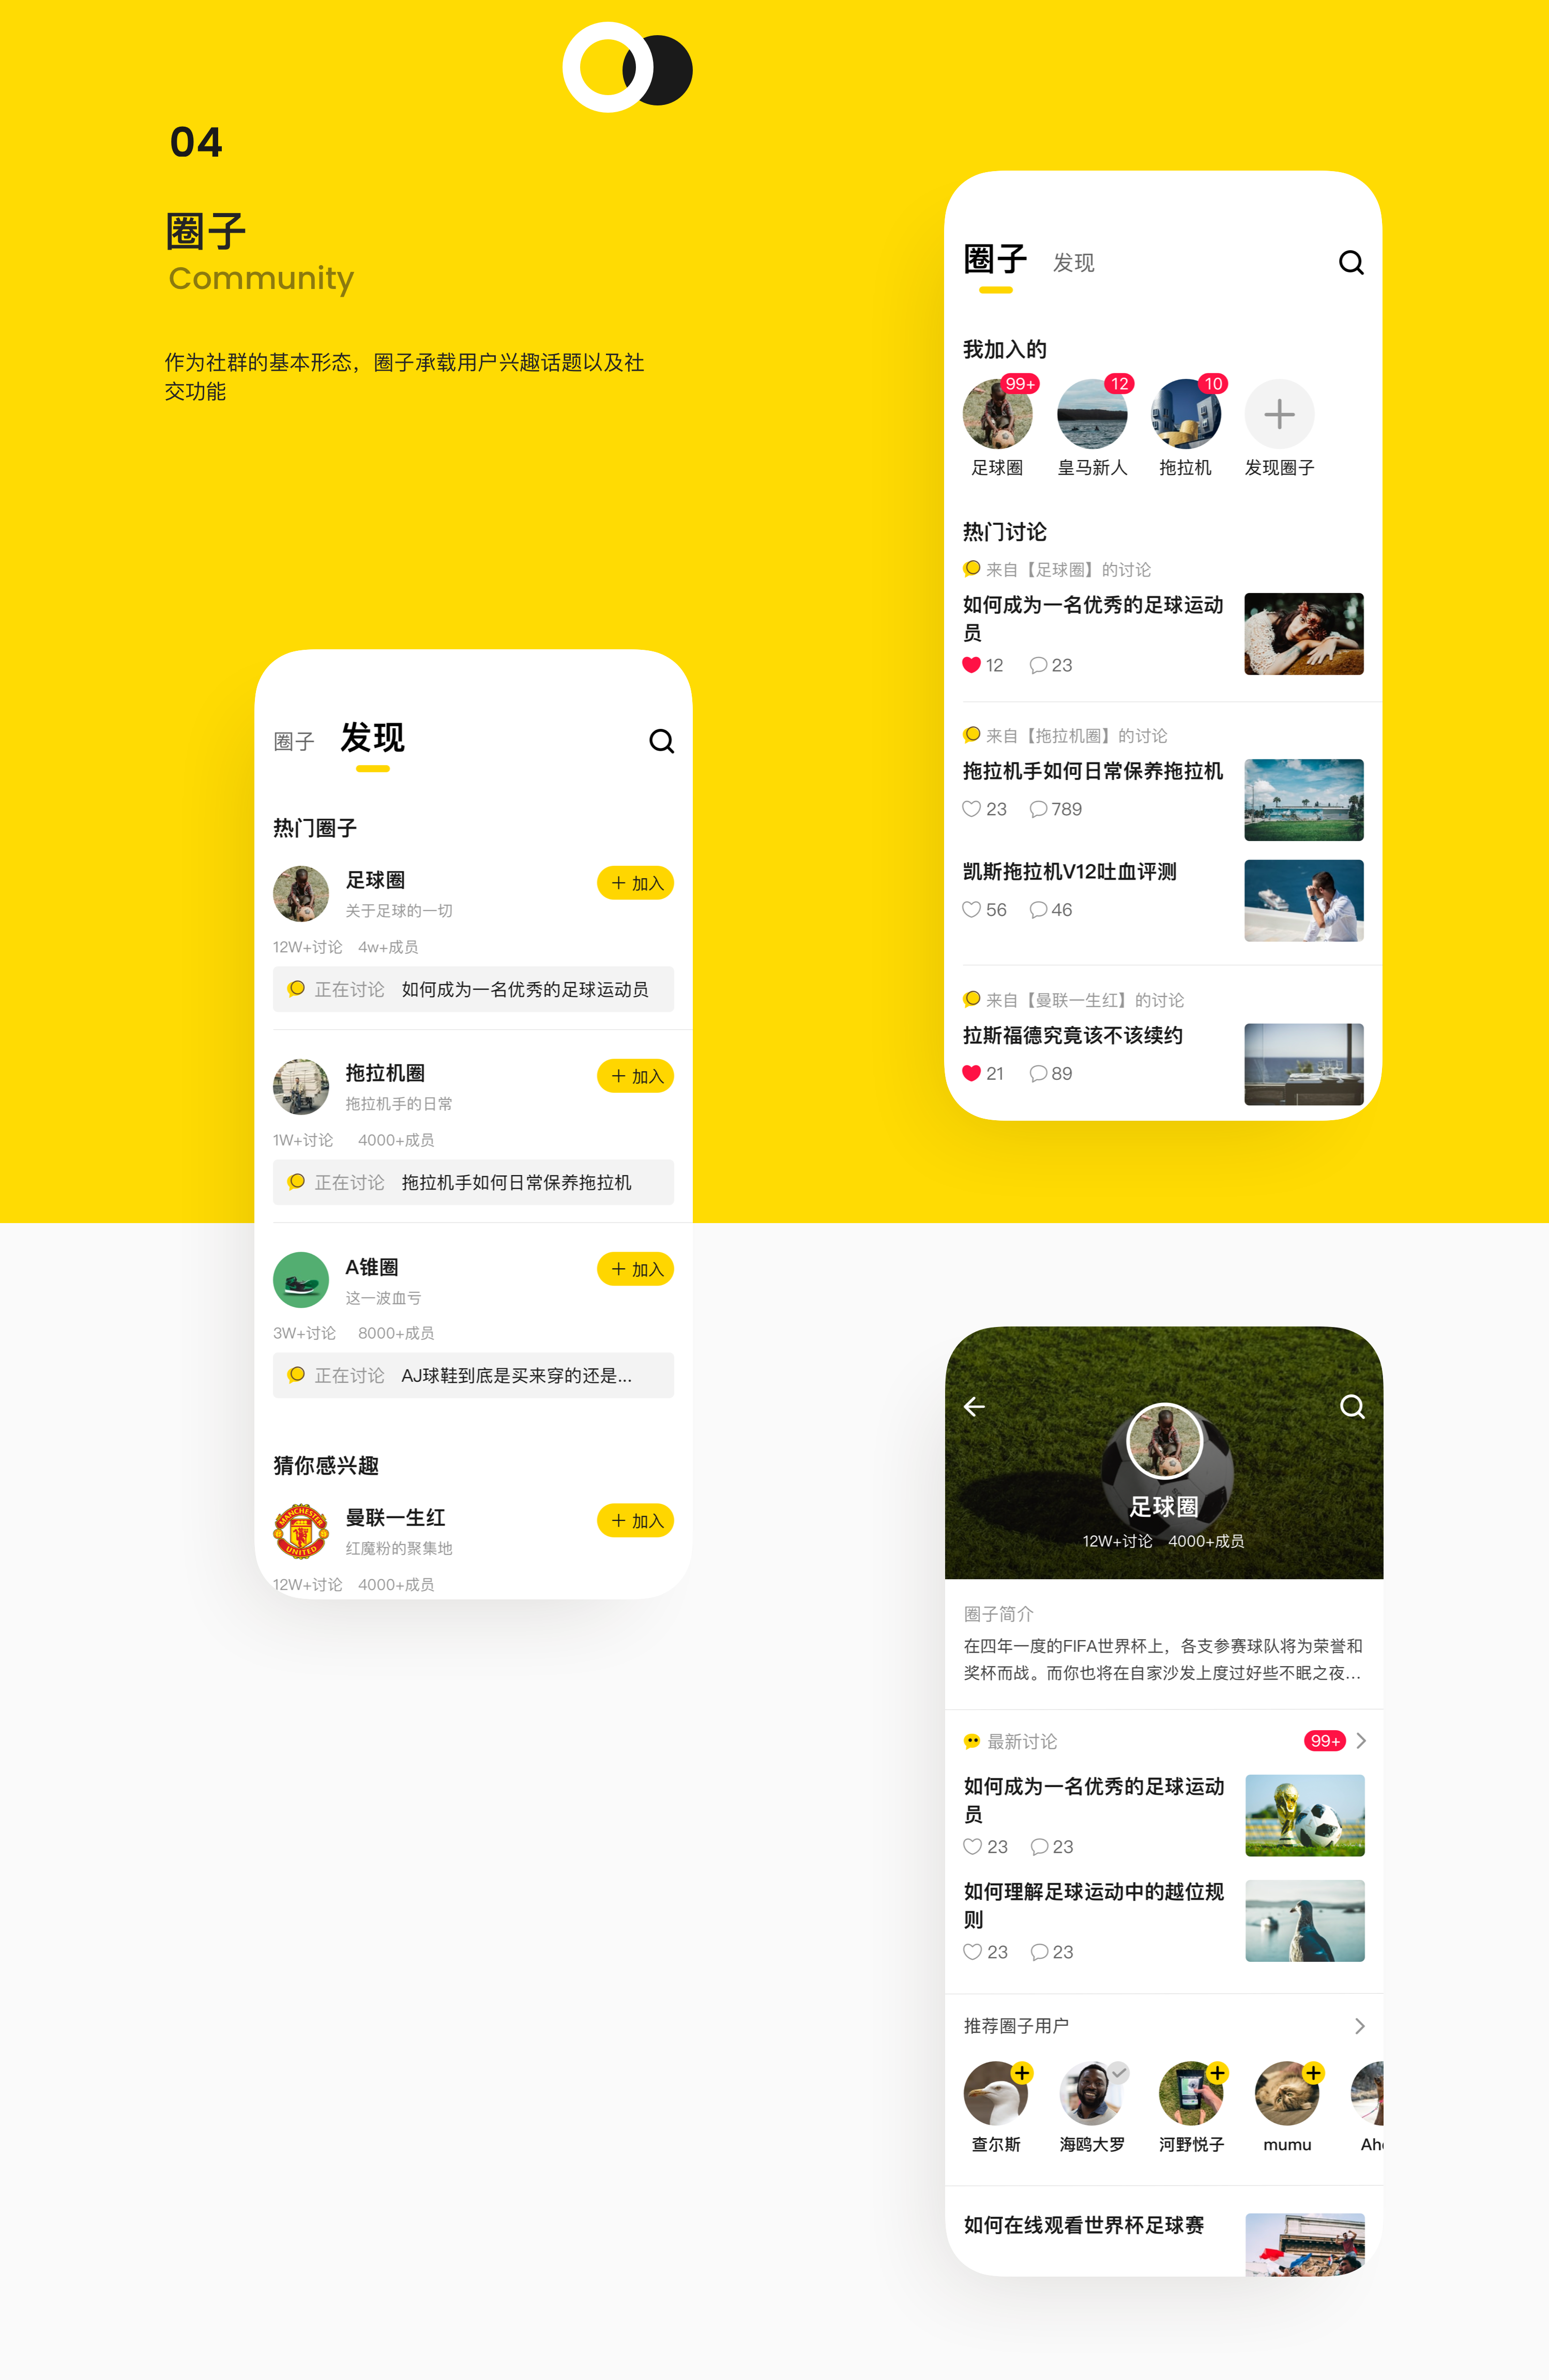 04
圈子
Community
作为社群的基本形态，圈子承载用户兴趣话题以及社
交功能
圈子 发现
我加入的
99+ 12 10
足球圈 皇马新人 拖拉机 发现圈子
热门讨论
来自【足球圈】的讨论
如何成为一名优秀的足球运动
员
12 23
来自【拖拉机圈】的讨论
拖拉机手如何日常保养拖拉机
23 789
凯斯拖拉机V12吐血评测
56 46
来自【曼联一生红】的讨论
拉斯福德究竟该不该续约
21 89
圈子 发现
热门圈子
足球圈
加入
关于足球的一切
12W+讨论 4w+成员
正在讨论 如何成为一名优秀的足球运动员
拖拉机圈
加入
拖拉机手的日常
1W+讨论 4000+成员
正在讨论 拖拉机手如何日常保养拖拉机
A锥圈
加入
这一波血亏
3W+讨论 8000+成员
正在讨论 AJ球鞋到底是买来穿的还是...
猜你感兴趣
MANCHESTER
UNITED
曼联一生红
加入
红魔粉的聚集地
12W+讨论 4000+成员
足球圈
12W+讨论 4000+成员
圈子简介
在四年一度的FIFA世界杯上，各支参赛球队将为荣誉和
奖杯而战。而你也将在自家沙发上度过好些不眠之夜...
最新讨论 99+
如何成为一名优秀的足球运动
员
23 23
如何理解足球运动中的越位规
则
23 23
推荐圈子用户
查尔斯 海鸥大罗 河野悦子 mumu
如何在线观看世界杯足球赛